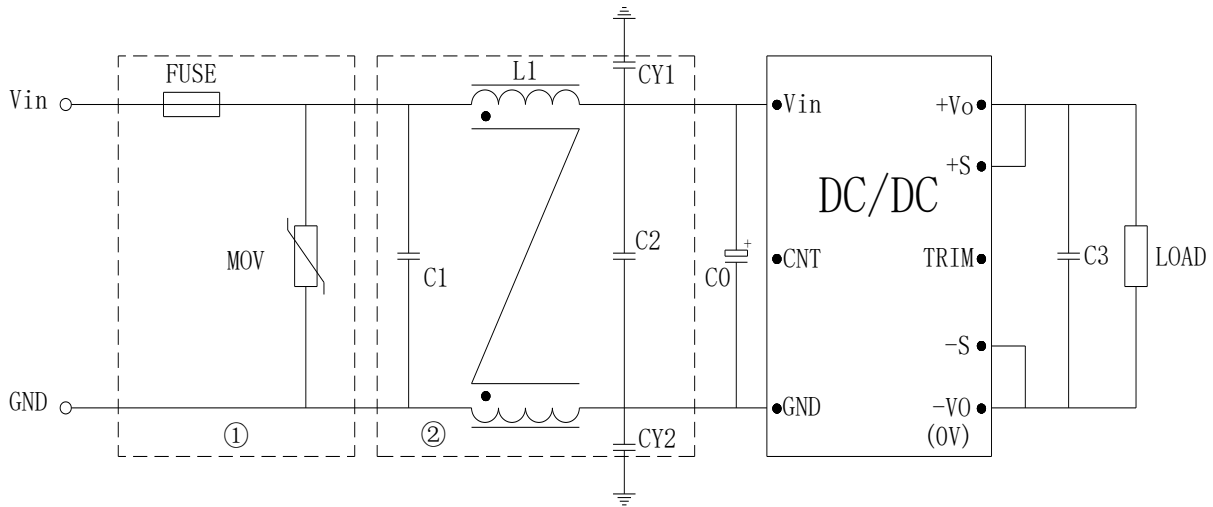 CY1
L1
FUSE
Vin
Vin
+Vo
+S
DC/DC
MOV
C1
C2
+
C0
CNT
TRIM
C3
LOAD
-S
GND
GND
-VO
(0V)
①
②
CY2